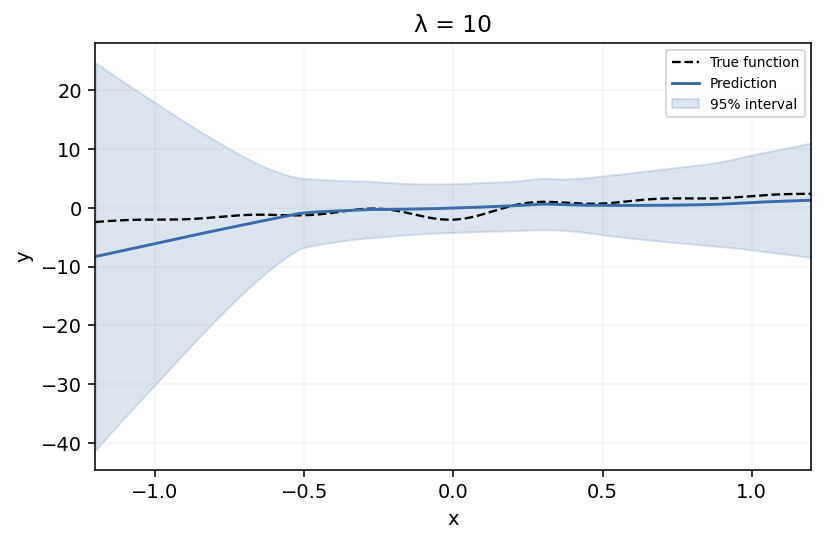 λ = 10
True function
Prediction
95% interval
20
10
0
−10
−20
−30
−40
y
−1.0 −0.5 0.0 0.5 1.0
x